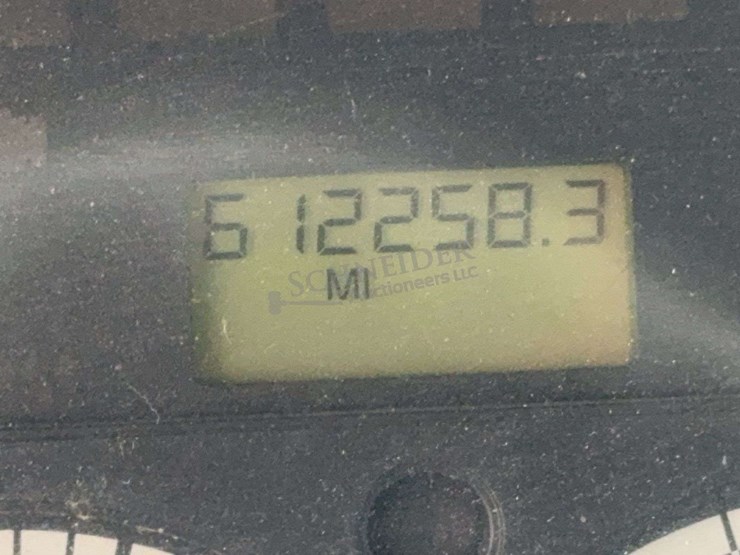 612258.3
MI
SCHNEIDER
Auctioneers LLC